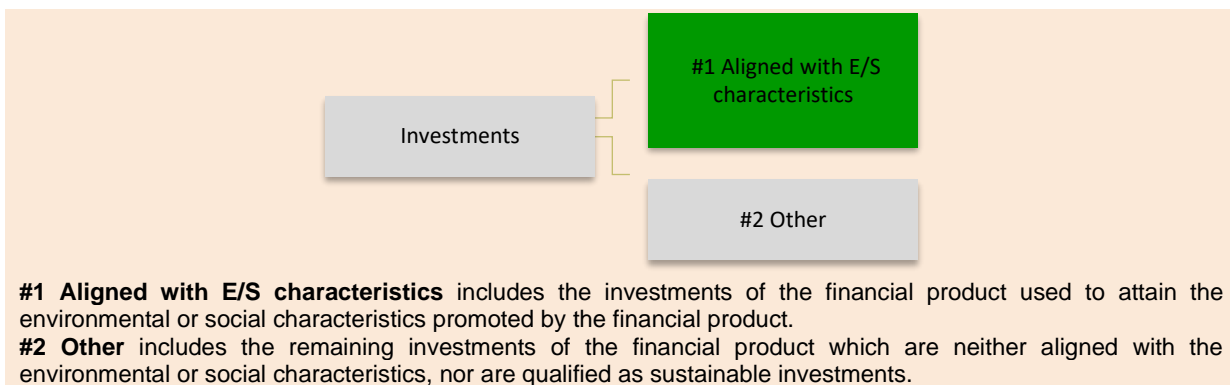 #1 Aligned with E/S
characteristics
Investments
#2 Other
#1 Aligned with E/S characteristics includes the investments of the financial product used to attain the
environmental or social characteristics promoted by the financial product.
#2 Other includes the remaining investments of the financial product which are neither aligned with the
environmental or social characteristics, nor are qualified as sustainable investments.